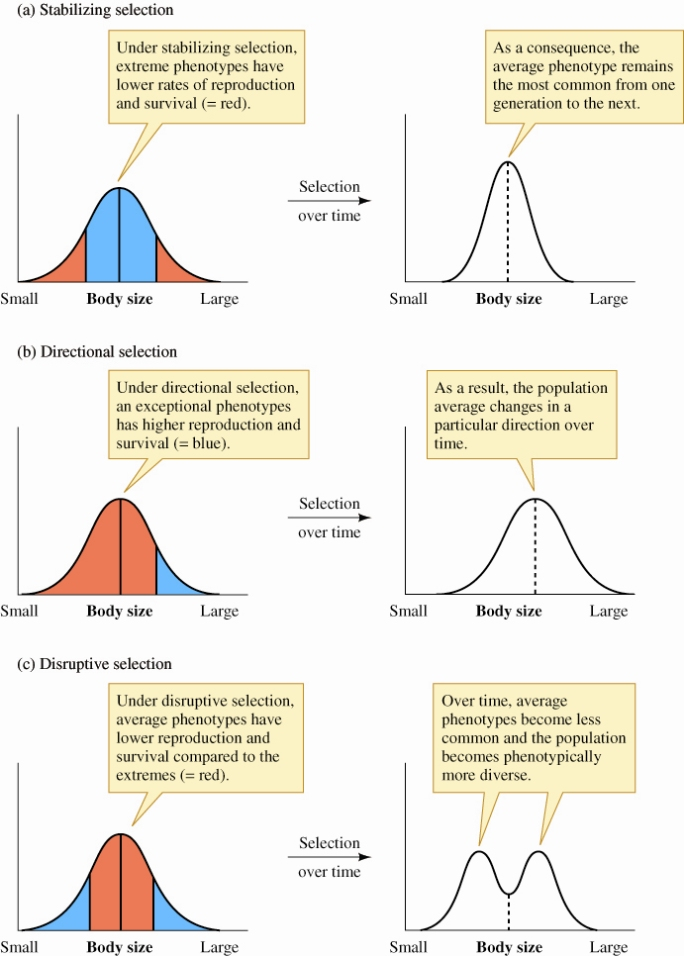 (a) Stabilizing selection
Under stabilizing selection,
extreme phenotypes have
lower rates of reproduction
and survival (= red).
As a consequence, the
average phenotype remains
the most common from one
generation to the next.
Selection
over time
Small
Body size
Large
Small
Body size
Large
(b) Directional selection
Under directional selection,
an exceptional phenotypes
has higher reproduction and
survival (= blue).
As a result, the population
average changes in a
particular direction over
time.
Selection
over time
Small
Body size
Large
Small
Body size
Large
(c) Disruptive selection
Under disruptive selection,
average phenotypes have
lower reproduction and
survival compared to the
extremes (= red).
Over time, average
phenotypes become less
common and the population
becomes phenotypically
more diverse.
Selection
over time
Small
Body size
Large
Small
Body size
Large